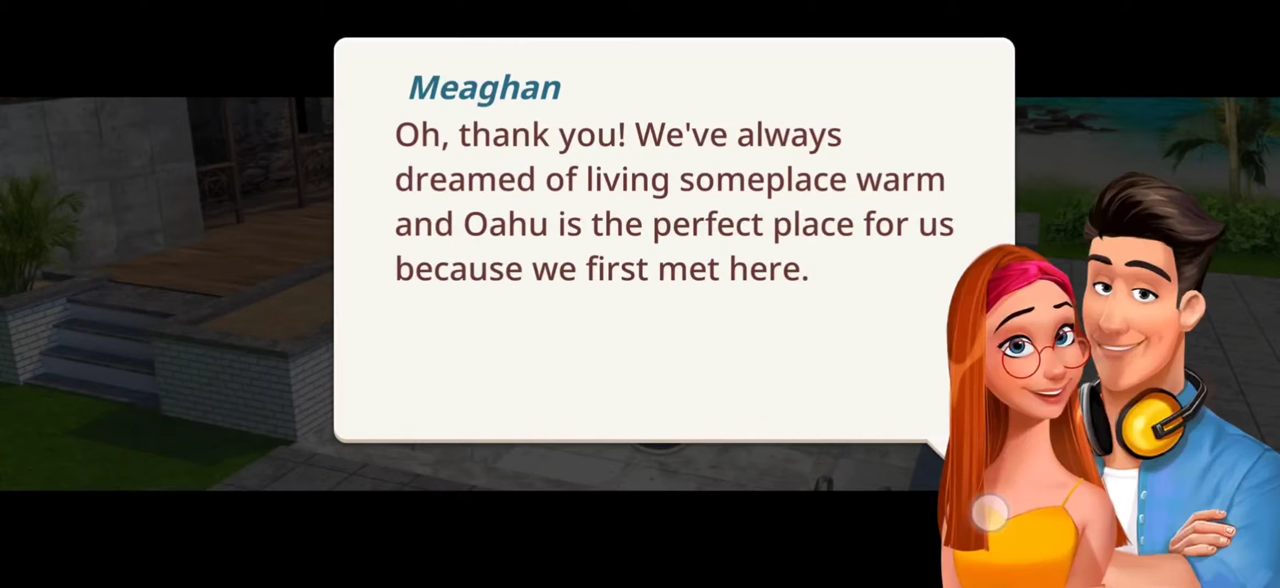 Meaghan
Oh, thank you! We've always
dreamed of living someplace warm
and Oahu is the perfect place for us
because we first met here.